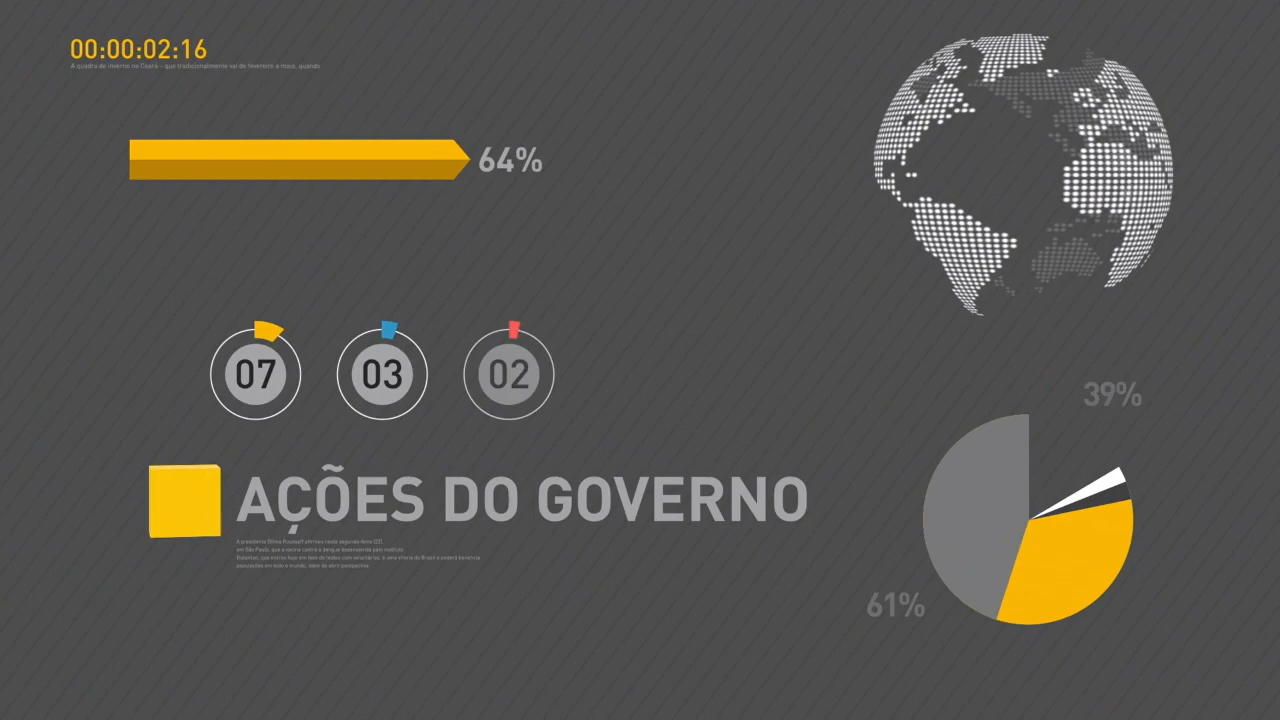 00:00:02:16
A quadra de inverno no Ceará – que tradicionalmente vai de fevereiro a maio, quando
64%
07 03 02
39%
AÇÕES DO GOVERNO
A presidenta Dilma Rousseff afirmou nesta segunda-feira (22),
em São Paulo, que a vacina contra a dengue desenvolvida pelo Instituto
Butantan, que entrou hoje em fase de testes com voluntários, é uma vitória do Brasil e poderá beneficiar
populações em todo o mundo, além de abrir perspectiva
61%